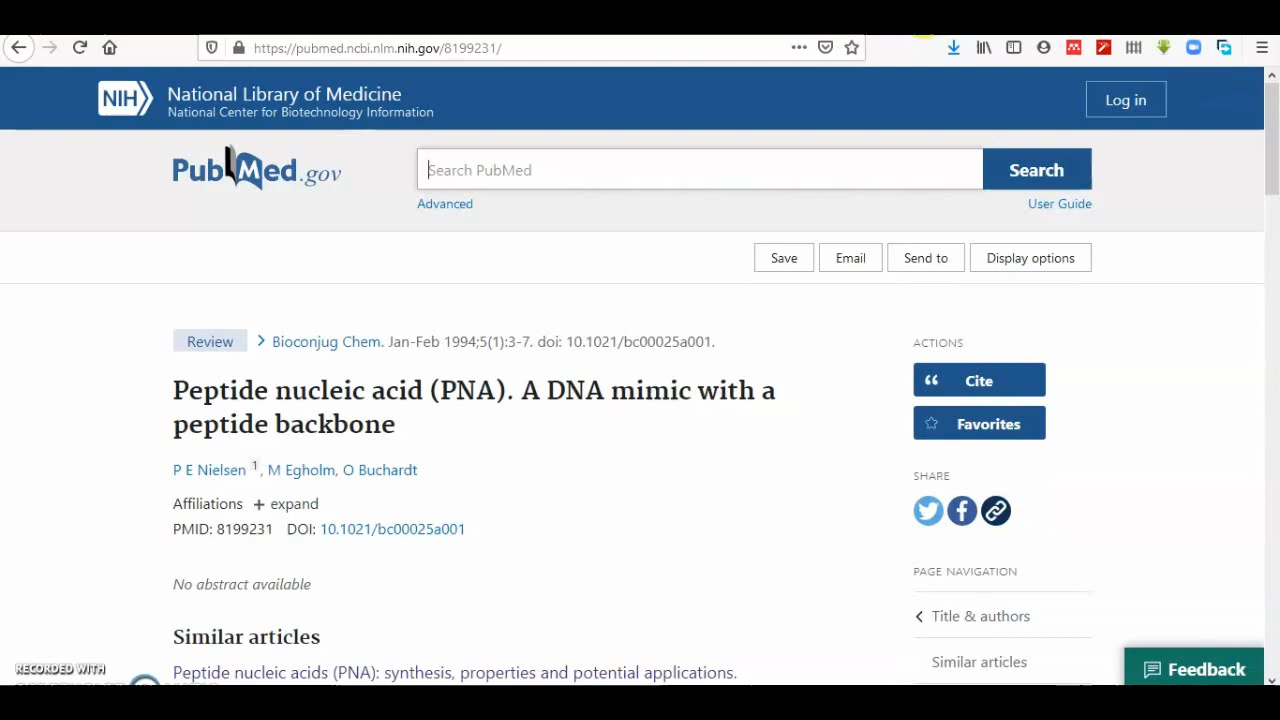 https://pubmed.ncbi.nlm.nih.gov/8199231/
NIH
National Library of Medicine
National Center for Biotechnology Information
Log in
PubMed.gov
Search PubMed
Search
Advanced
User Guide
Save
Email
Send to
Display options
Review
Bioconjug Chem. Jan-Feb 1994;5(1):3-7. doi: 10.1021/bc00025a001.
Peptide nucleic acid (PNA). A DNA mimic with a
peptide backbone
P E Nielsen 1, M Egholm, O Buchardt
Affiliations + expand
PMID: 8199231 DOI: 10.1021/bc00025a001
No abstract available
Similar articles
Peptide nucleic acids (PNA): synthesis, properties and potential applications.
ACTIONS
Cite
Favorites
SHARE
PAGE NAVIGATION
Title & authors
Similar articles
Feedback
RECORDED WITH